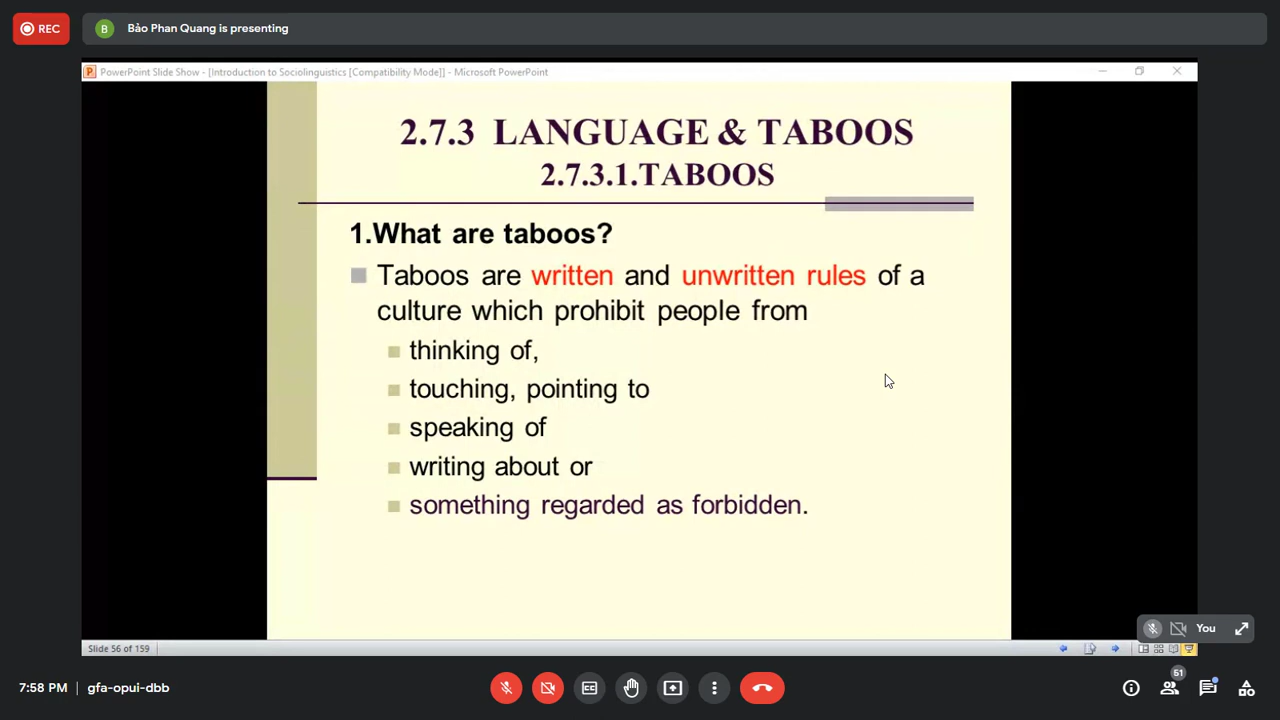 REC
B Bảo Phan Quang is presenting
PowerPoint Slide Show - [Introduction to Sociolinguistics [Compatibility Mode]] - Microsoft PowerPoint
2.7.3 LANGUAGE & TABOOS
2.7.3.1.TABOOS
1.What are taboos?
Taboos are written and unwritten rules of a
culture which prohibit people from
thinking of,
touching, pointing to
speaking of
writing about or
something regarded as forbidden.
You
Slide 56 of 159
7:58 PM | gfa-opui-dbb
51